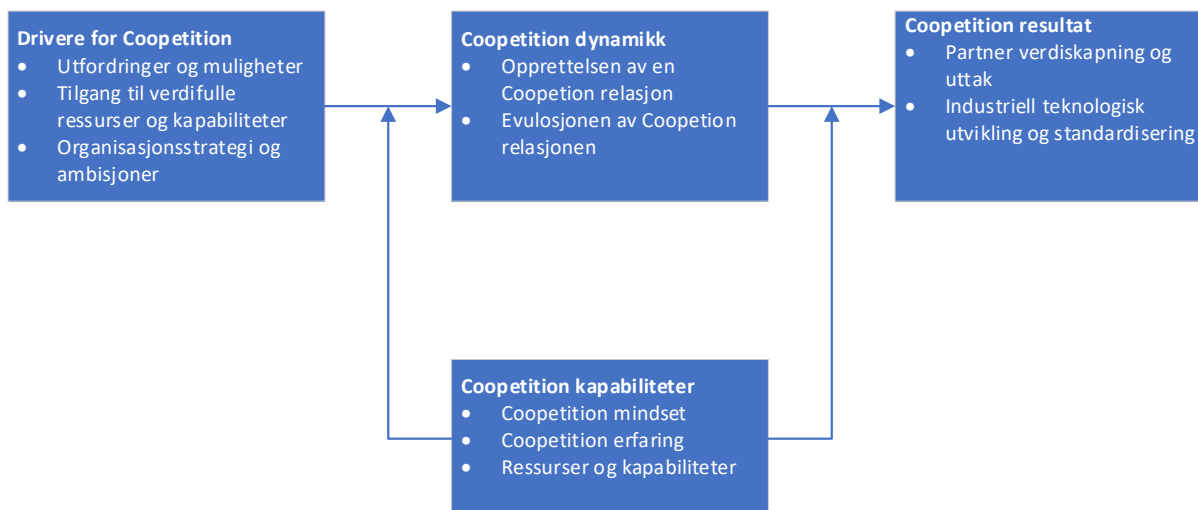 Drivere for Coopetition
• Utfordringer og muligheter
• Tilgang til verdifulle
ressurser og kapabiliteter
• Organisasjonsstrategi og
ambisjoner
Coopetition dynamikk
• Opprettelsen av en
Coopetion relasjon
• Evulosjonen av Coopetion
relasjonen
Coopetition resultat
• Partner verdiskapning og
uttak
• Industriell teknologisk
utvikling og standardisering
Coopetition kapabiliteter
• Coopetition mindset
• Coopetition erfaring
• Ressurser og kapabiliteter